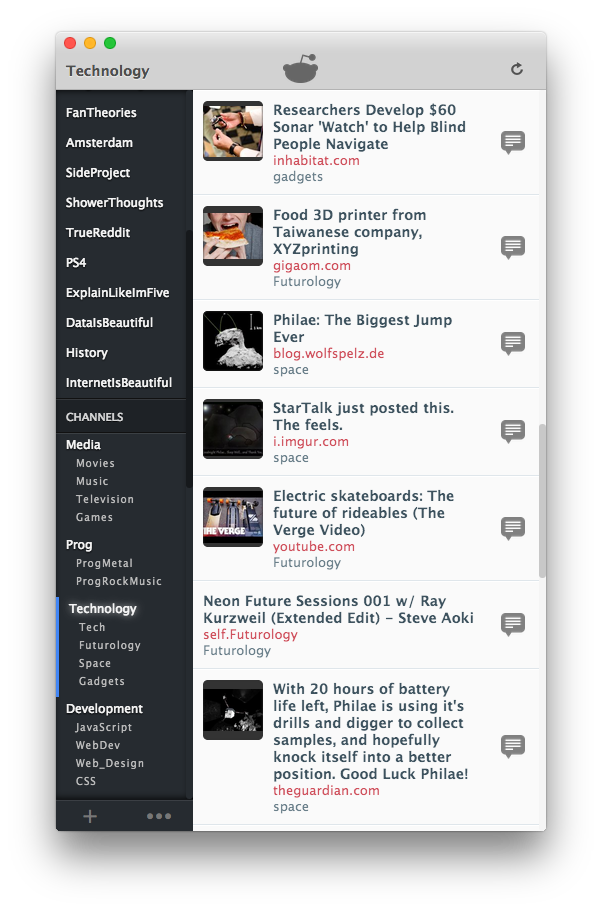 Technology
FanTheories
Amsterdam
SideProject
ShowerThoughts
TrueReddit
PS4
ExplainLikeImFive
DataIsBeautiful
History
InternetIsBeautiful
CHANNELS
Media
Movies
Music
Television
Games
Prog
ProgMetal
ProgRockMusic
Technology
Tech
Futurology
Space
Gadgets
Development
JavaScript
WebDev
Web_Design
CSS
Researchers Develop $60
Sonar 'Watch' to Help Blind
People Navigate
inhabitat.com
gadgets
Food 3D printer from
Taiwanese company,
XYZprinting
gigaom.com
Futurology
Philae: The Biggest Jump
Ever
blog.wolfspelz.de
space
StarTalk just posted this.
The feels.
i.imgur.com
space
THE VERGE
Electric skateboards: The
future of rideables (The
Verge Video)
youtube.com
Futurology
Neon Future Sessions 001 w/ Ray
Kurzweil (Extended Edit) – Steve Aoki
self.Futurology
Futurology
With 20 hours of battery
life left, Philae is using it's
drills and digger to collect
samples, and hopefully
knock itself into a better
position. Good Luck Philae!
theguardian.com
space